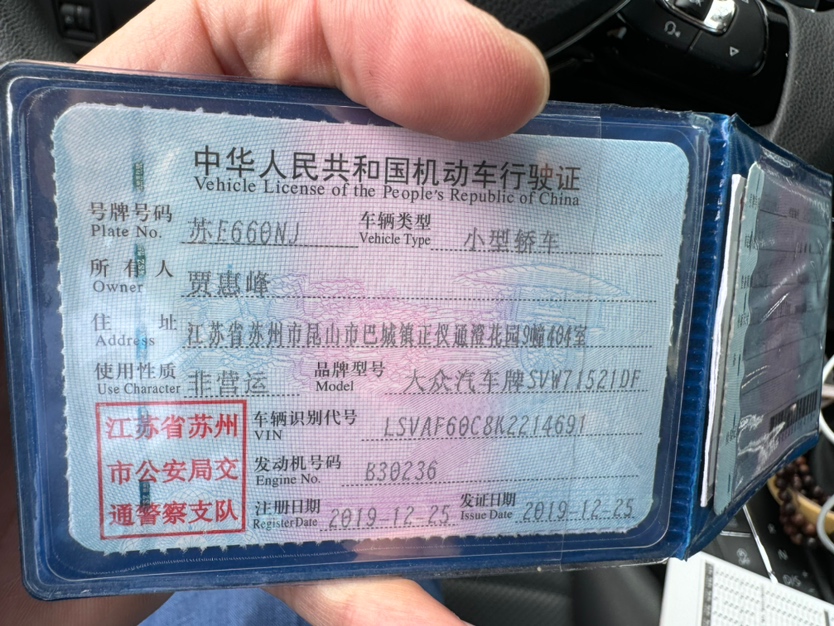 中华人民共和国机动车行驶证
Vehicle License of the People's Republic of China
号牌号码 苏E660NJ 车辆类型 小型轿车
Plate No. Vehicle Type
所有人 贾惠峰
Owner
住址 江苏省苏州市昆山市巴城镇正仪通澄花园9幢404室
Address
使用性质 非营运 品牌型号 大众汽车牌SVW71521DF
Use Character Model
江苏省苏州 车辆识别代号 LSVAF60C8K2214691
VIN
市公安局交 发动机号码 B30236
Engine No.
通警察支队 注册日期 2019-12-25 发证日期 2019-12-25
Register Date Issue Date